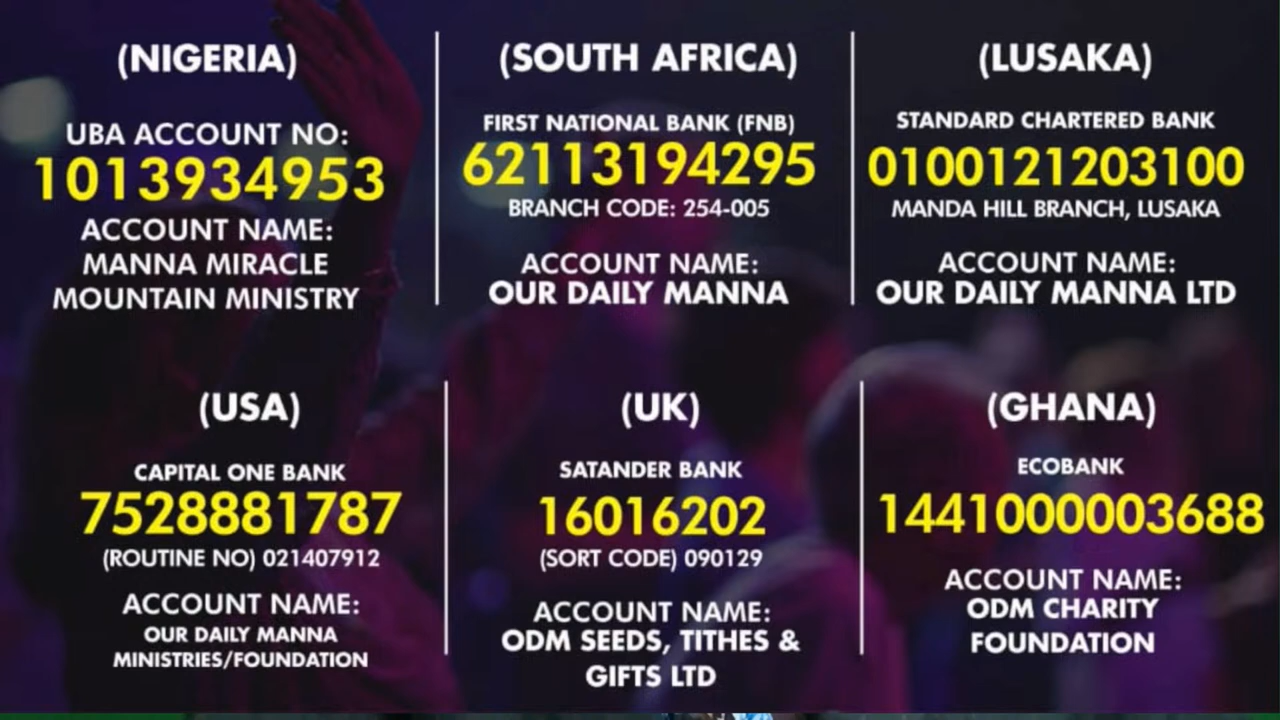 (NIGERIA)
UBA ACCOUNT NO:
1013934953
ACCOUNT NAME:
MANNA MIRACLE
MOUNTAIN MINISTRY
(SOUTH AFRICA)
FIRST NATIONAL BANK (FNB)
62113194295
BRANCH CODE: 254-005
ACCOUNT NAME:
OUR DAILY MANNA
(LUSAKA)
STANDARD CHARTERED BANK
0100121203100
MANDA HILL BRANCH, LUSAKA
ACCOUNT NAME:
OUR DAILY MANNA LTD
(USA)
CAPITAL ONE BANK
7528881787
(ROUTINE NO) 021407912
ACCOUNT NAME:
OUR DAILY MANNA
MINISTRIES/FOUNDATION
(UK)
SATANDER BANK
16016202
(SORT CODE) 090129
ACCOUNT NAME:
ODM SEEDS, TITHES &
GIFTS LTD
(GHANA)
ECOBANK
1441000003688
ACCOUNT NAME:
ODM CHARITY
FOUNDATION